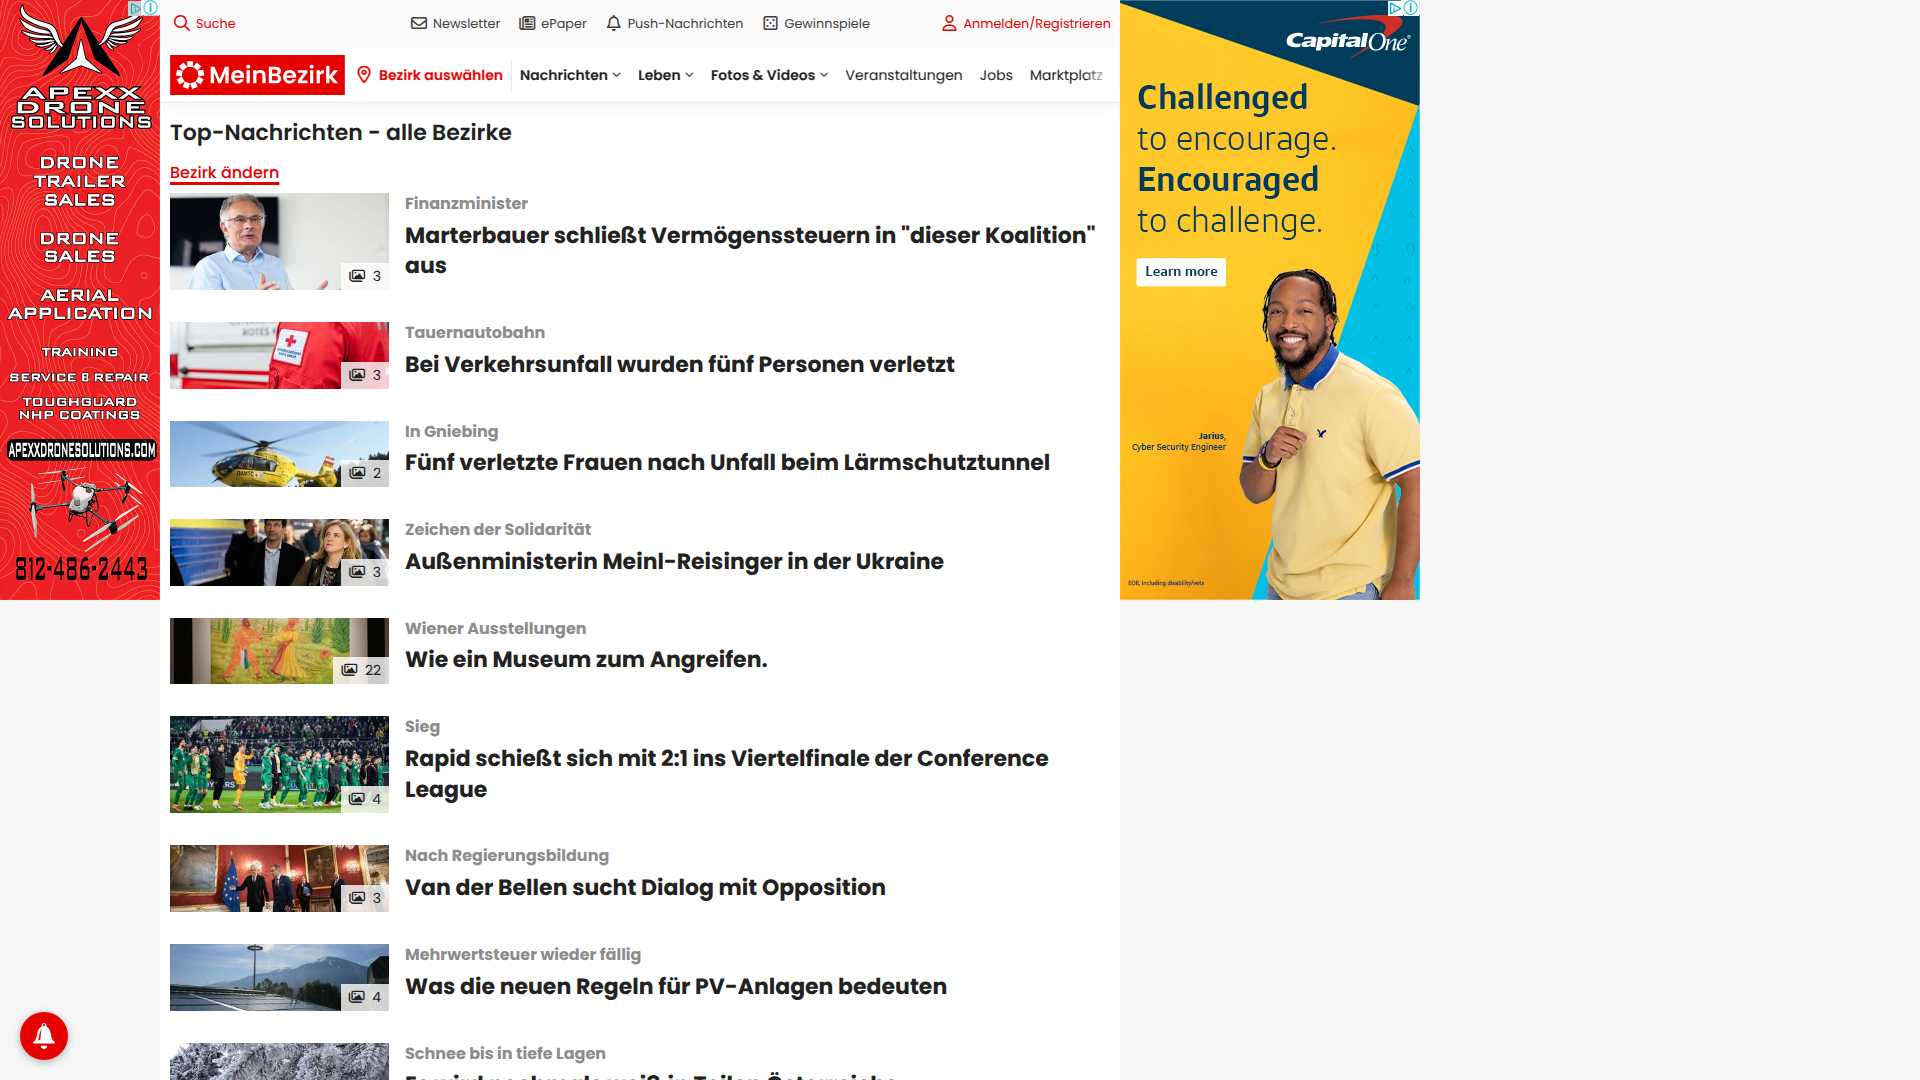 Suche
Newsletter
ePaper
Push-Nachrichten
Gewinnspiele
Anmelden/Registrieren
MeinBezirk
Bezirk auswählen
Nachrichten
Leben
Fotos & Videos
Veranstaltungen
Jobs
Marktplatz
Top-Nachrichten - alle Bezirke
Bezirk ändern
Finanzminister
Marterbauer schließt Vermögenssteuern in "dieser Koalition"
aus
3
Tauernautobahn
Bei Verkehrsunfall wurden fünf Personen verletzt
3
In Gniebing
Fünf verletzte Frauen nach Unfall beim Lärmschutztunnel
2
Zeichen der Solidarität
Außenministerin Meinl-Reisinger in der Ukraine
3
Wiener Ausstellungen
Wie ein Museum zum Angreifen.
22
Sieg
Rapid schießt sich mit 2:1 ins Viertelfinale der Conference
League
4
Nach Regierungsbildung
Van der Bellen sucht Dialog mit Opposition
3
Mehrwertsteuer wieder fällig
Was die neuen Regeln für PV-Anlagen bedeuten
4
Schnee bis in tiefe Lagen
APEXX
DRONE
SOLUTIONS
DRONE
TRAILER
SALES
DRONE
SALES
AERIAL
APPLICATION
TRAINING
SERVICE & REPAIR
TOUGHGUARD
NHP COATINGS
APEXXDRONESOLUTIONS.COM
812-486-2443
Capital One
Challenged
to encourage.
Encouraged
to challenge.
Learn more
Jarius,
Cyber Security Engineer
EOE, including disability/vets